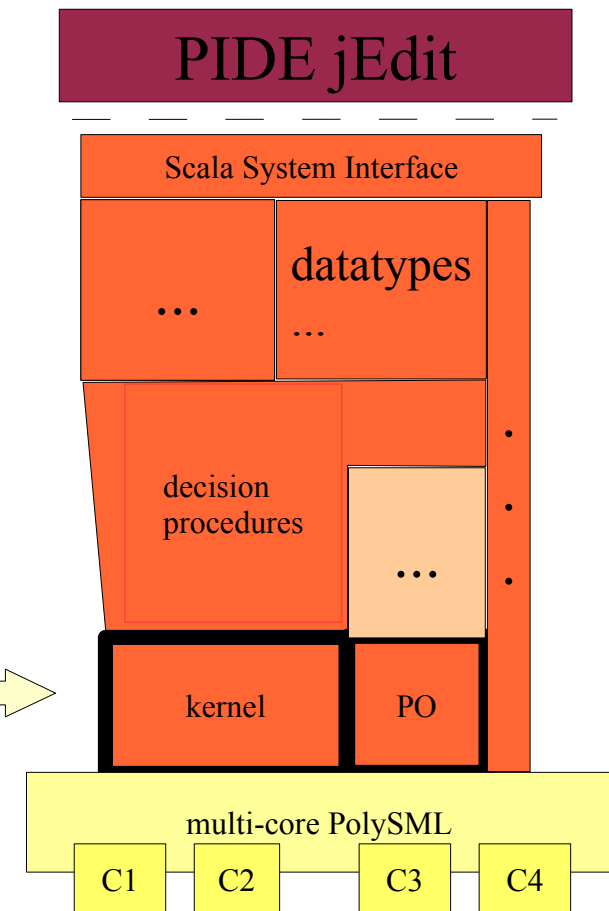 PIDE jEdit
Scala System Interface
...
datatypes
...
decision
procedures
...
.
.
.
kernel
PO
multi-core PolySML
C1
C2
C3
C4